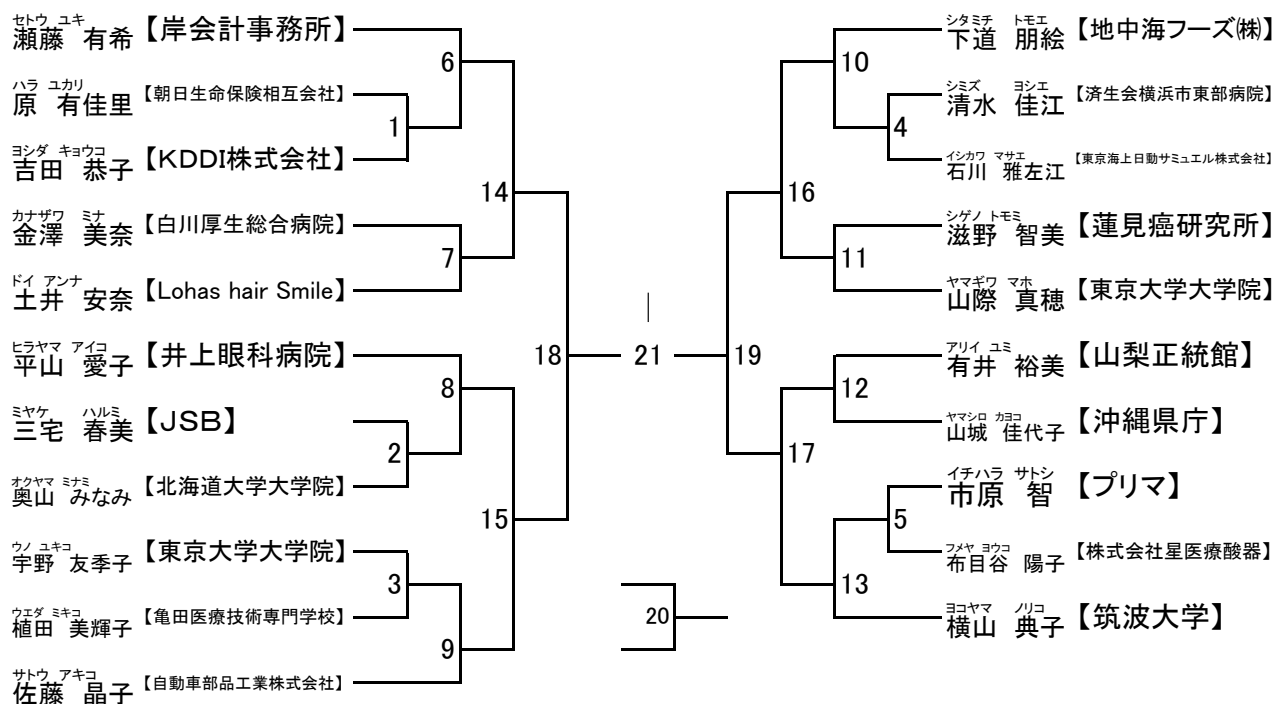 セトウ ユキ
瀬藤 有希【岸会計事務所】
ハラ ユカリ
原 有佳里【朝日生命保険相互会社】
ヨシダ キョウコ
吉田 恭子【KDDI株式会社】
カナザワ ミナ
金澤 美奈【白川厚生総合病院】
ドイ アンナ
土井 安奈【Lohas hair Smile】
ヒラヤマ アイコ
平山 愛子【井上眼科病院】
ミヤケ ハルミ
三宅 春美【JSB】
オクヤマ ミナミ
奥山 みなみ【北海道大学大学院】
ウノ ユキコ
宇野 友季子【東京大学大学院】
ウエダ ミキコ
植田 美輝子【亀田医療技術専門学校】
サトウ アキコ
佐藤 晶子【自動車部品工業株式会社】
6
1
14
7
18
8
2
15
3
9
21
20
19
10
4
16
11
12
17
5
13
シタミチ トモエ
下道 朋絵【地中海フーズ㈱】
シミズ ヨシエ
清水 佳江【済生会横浜市東部病院】
イシカワ マサエ
石川 雅左江【東京海上日動サミュエル株式会社】
シゲノ トモミ
滋野 智美【蓮見癌研究所】
ヤマギワ マホ
山際 真穂【東京大学大学院】
アリイ ユミ
有井 裕美【山梨正統館】
ヤマシロ カヨコ
山城 佳代子【沖縄県庁】
イチハラ サトシ
市原 智【プリマ】
フメヤ ヨウコ
布目谷 陽子【株式会社星医療酸器】
ヨコヤマ ノリコ
横山 典子【筑波大学】